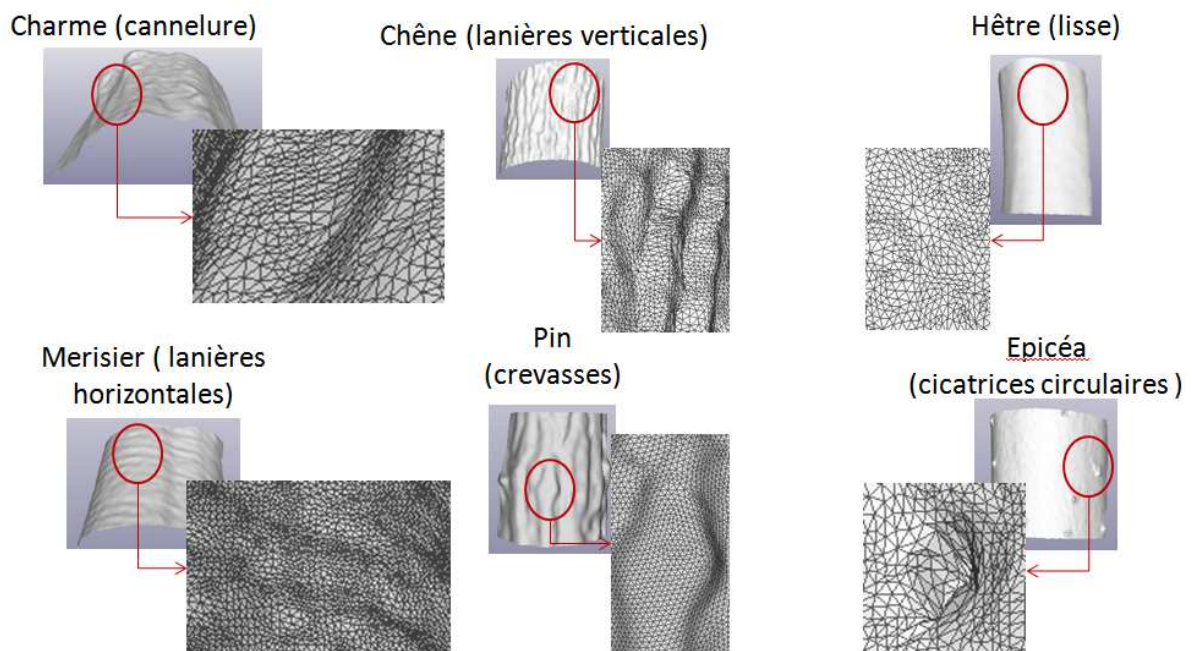 Charme (cannelure)
Chêne (lanières verticales)
Hêtre (lisse)
Merisier ( lanières
horizontales)
Pin
(crevasses)
Epicéa
(cicatrices circulaires )